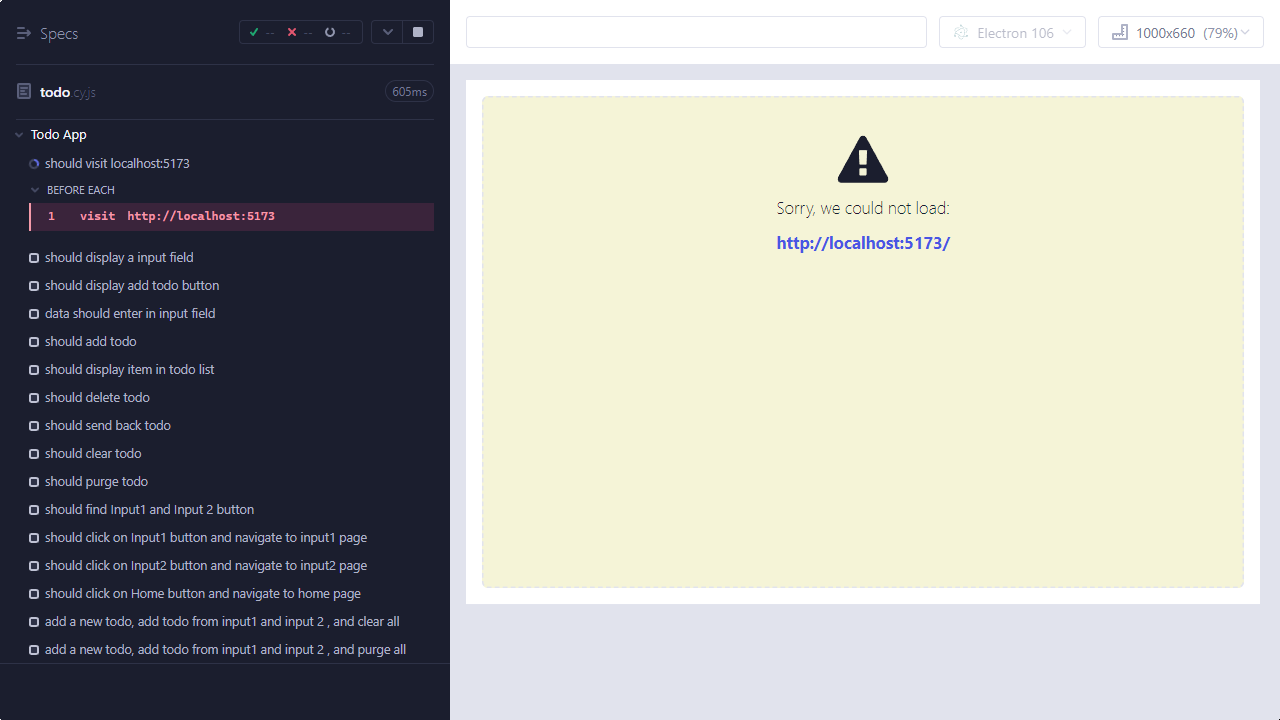 Specs
-- -- --
Electron 106
1000x660 (79%)
todo.cy.js
605ms
Todo App
should visit localhost:5173
BEFORE EACH
1 visit http://localhost:5173
should display a input field
should display add todo button
data should enter in input field
should add todo
should display item in todo list
should delete todo
should send back todo
should clear todo
should purge todo
should find Input1 and Input 2 button
should click on Input1 button and navigate to input1 page
should click on Input2 button and navigate to input2 page
should click on Home button and navigate to home page
add a new todo, add todo from input1 and input 2 , and clear all
add a new todo, add todo from input1 and input 2 , and purge all
Sorry, we could not load:
http://localhost:5173/